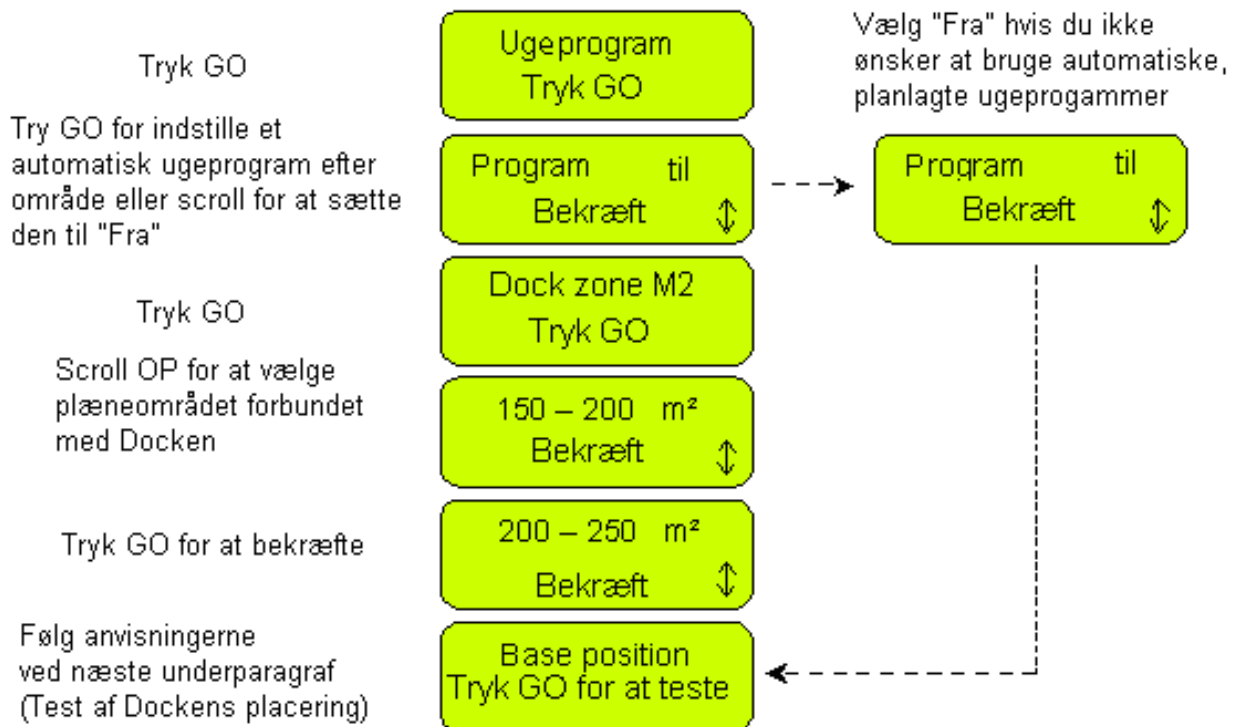 Tryk GO
Ugeprogram
Tryk GO
Vælg "Fra" hvis du ikke
ønsker at bruge automatiske,
planlagte ugeprogammer
Try GO for indstille et
automatisk ugeprogram efter
område eller scroll for at sætte
den til "Fra"
Program til
Bekræft
Program til
Bekræft
Tryk GO
Dock zone M2
Tryk GO
Scroll OP for at vælge
plæneområdet forbundet
med Docken
150 – 200 m²
Bekræft
Tryk GO for at bekræfte
200 – 250 m²
Bekræft
Følg anvisningerne
ved næste underparagraf
(Test af Dockens placering)
Base position
Tryk GO for at teste